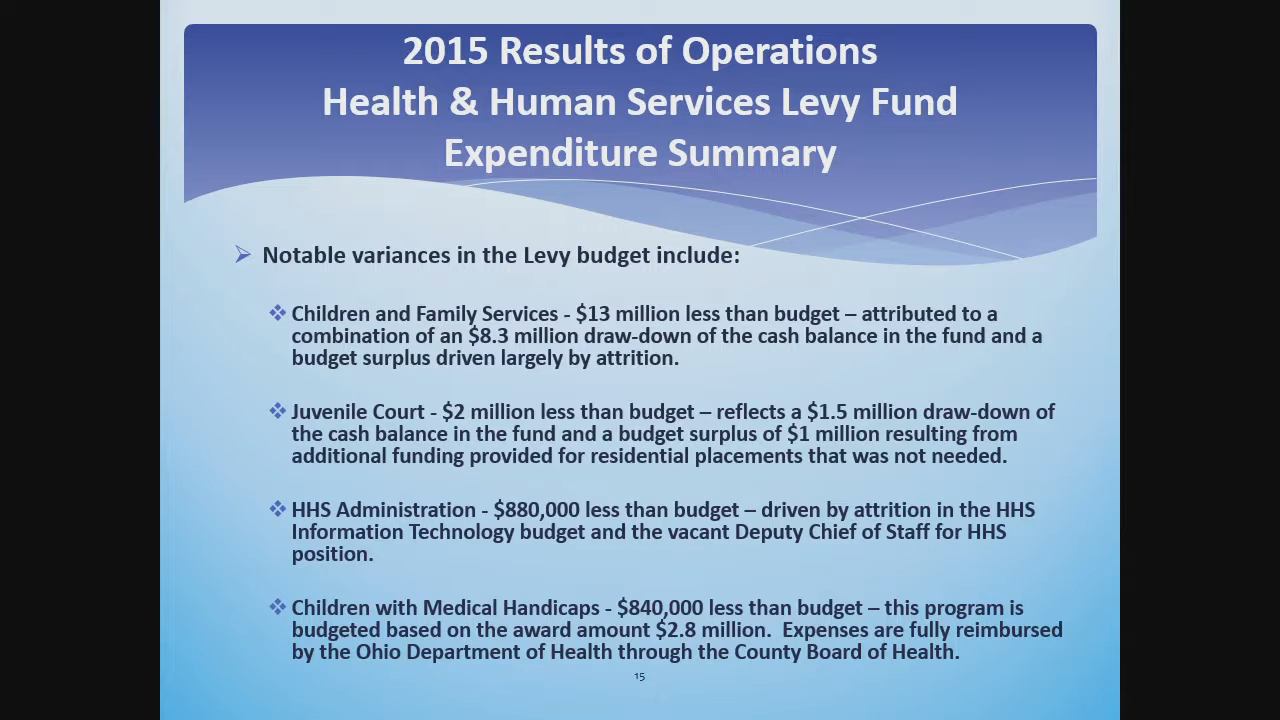 2015 Results of Operations
Health & Human Services Levy Fund
Expenditure Summary
Notable variances in the Levy budget include:
Children and Family Services - $13 million less than budget – attributed to a
combination of an $8.3 million draw-down of the cash balance in the fund and a
budget surplus driven largely by attrition.
Juvenile Court - $2 million less than budget – reflects a $1.5 million draw-down of
the cash balance in the fund and a budget surplus of $1 million resulting from
additional funding provided for residential placements that was not needed.
HHS Administration - $880,000 less than budget – driven by attrition in the HHS
Information Technology budget and the vacant Deputy Chief of Staff for HHS
position.
Children with Medical Handicaps - $840,000 less than budget – this program is
budgeted based on the award amount $2.8 million.  Expenses are fully reimbursed
by the Ohio Department of Health through the County Board of Health.
15